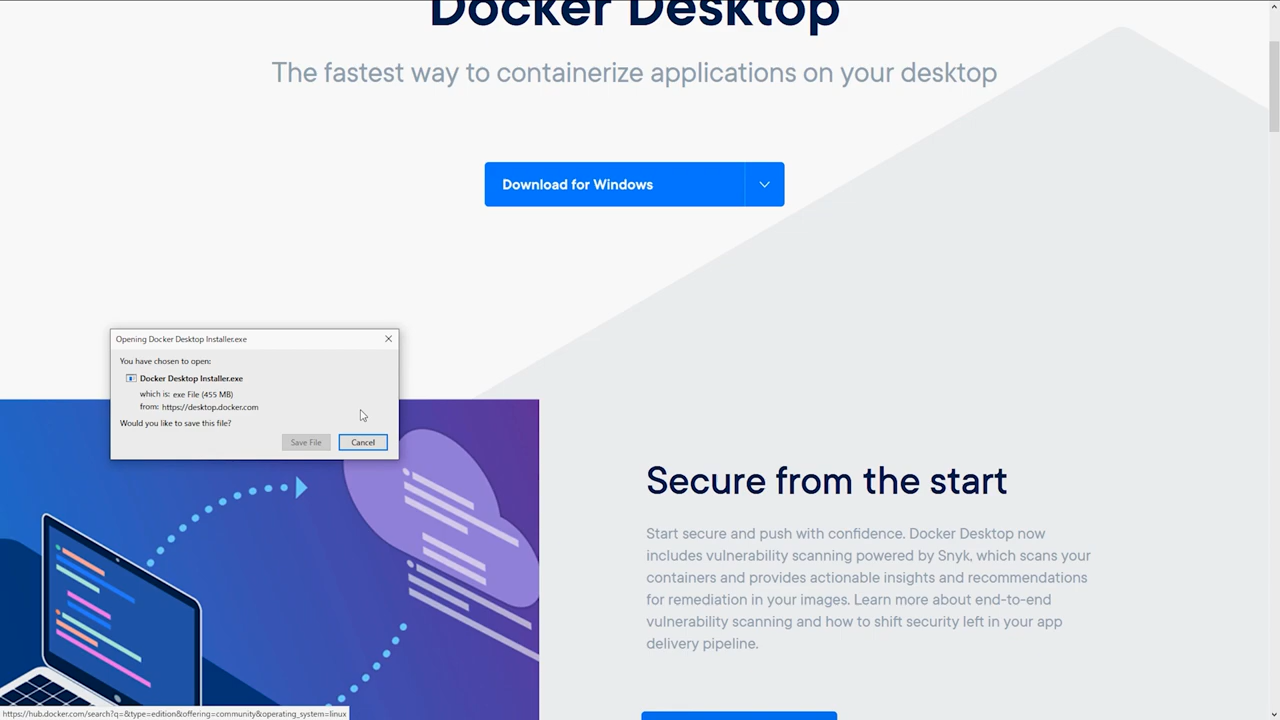 Docker Desktop
The fastest way to containerize applications on your desktop
Download for Windows
Opening Docker Desktop Installer.exe
You have chosen to open:
Docker Desktop Installer.exe
which is: exe File (455 MB)
from: https://desktop.docker.com
Would you like to save this file?
Save File
Cancel
Secure from the start
Start secure and push with confidence. Docker Desktop now
includes vulnerability scanning powered by Snyk, which scans your
containers and provides actionable insights and recommendations
for remediation in your images. Learn more about end-to-end
vulnerability scanning and how to shift security left in your app
delivery pipeline.
https://hub.docker.com/search?q=&type=edition&offering=community&operating_system=linux